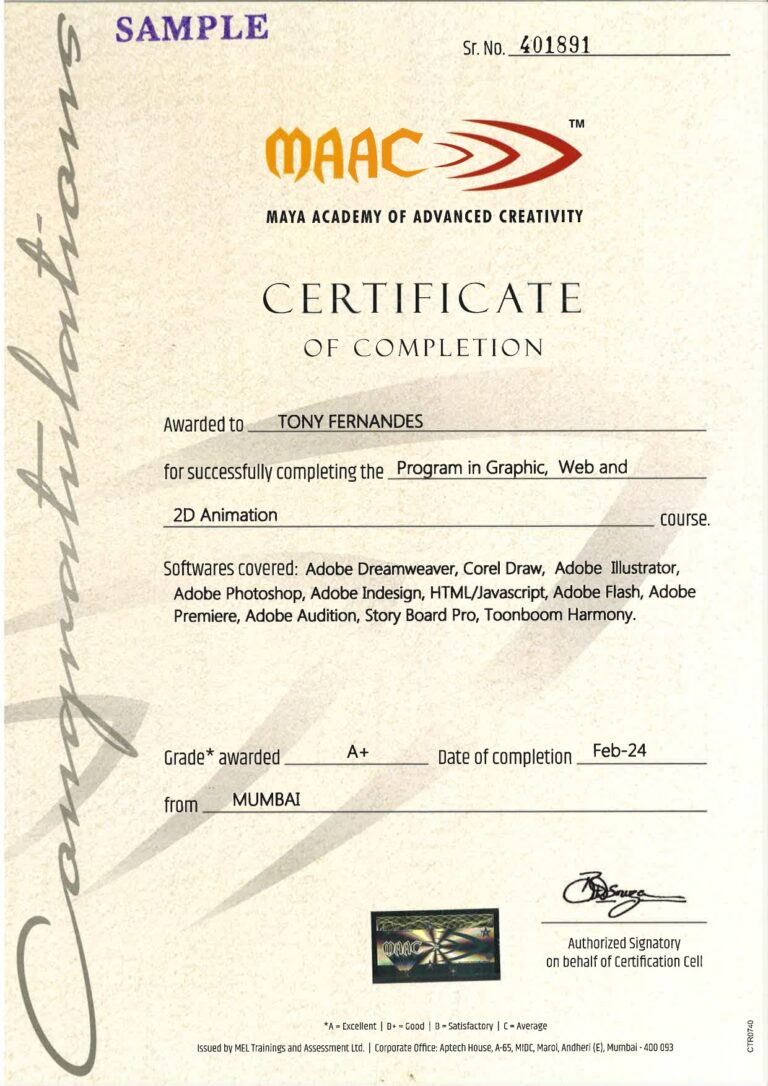 SAMPLE
Sr. No. 401891
MAAC TM
MAYA ACADEMY OF ADVANCED CREATIVITY
CERTIFICATE
OF COMPLETION
Congratulations
Awarded to TONY FERNANDES
for successfully completing the Program in Graphic, Web and
2D Animation course.
Softwares covered: Adobe Dreamweaver, Corel Draw, Adobe Illustrator,
Adobe Photoshop, Adobe Indesign, HTML/Javascript, Adobe Flash, Adobe
Premiere, Adobe Audition, Story Board Pro, Toonboom Harmony.
Grade* awarded A+ Date of completion Feb-24
from MUMBAI
MAAC
Authorized Signatory
on behalf of Certification Cell
*A = Excellent | B+ = Good | B = Satisfactory | C = Average
Issued by MEL Trainings and Assessment Ltd. | Corporate Office: Aptech House, A-65, MIDC, Marol, Andheri (E), Mumbai - 400 093
CTR0740